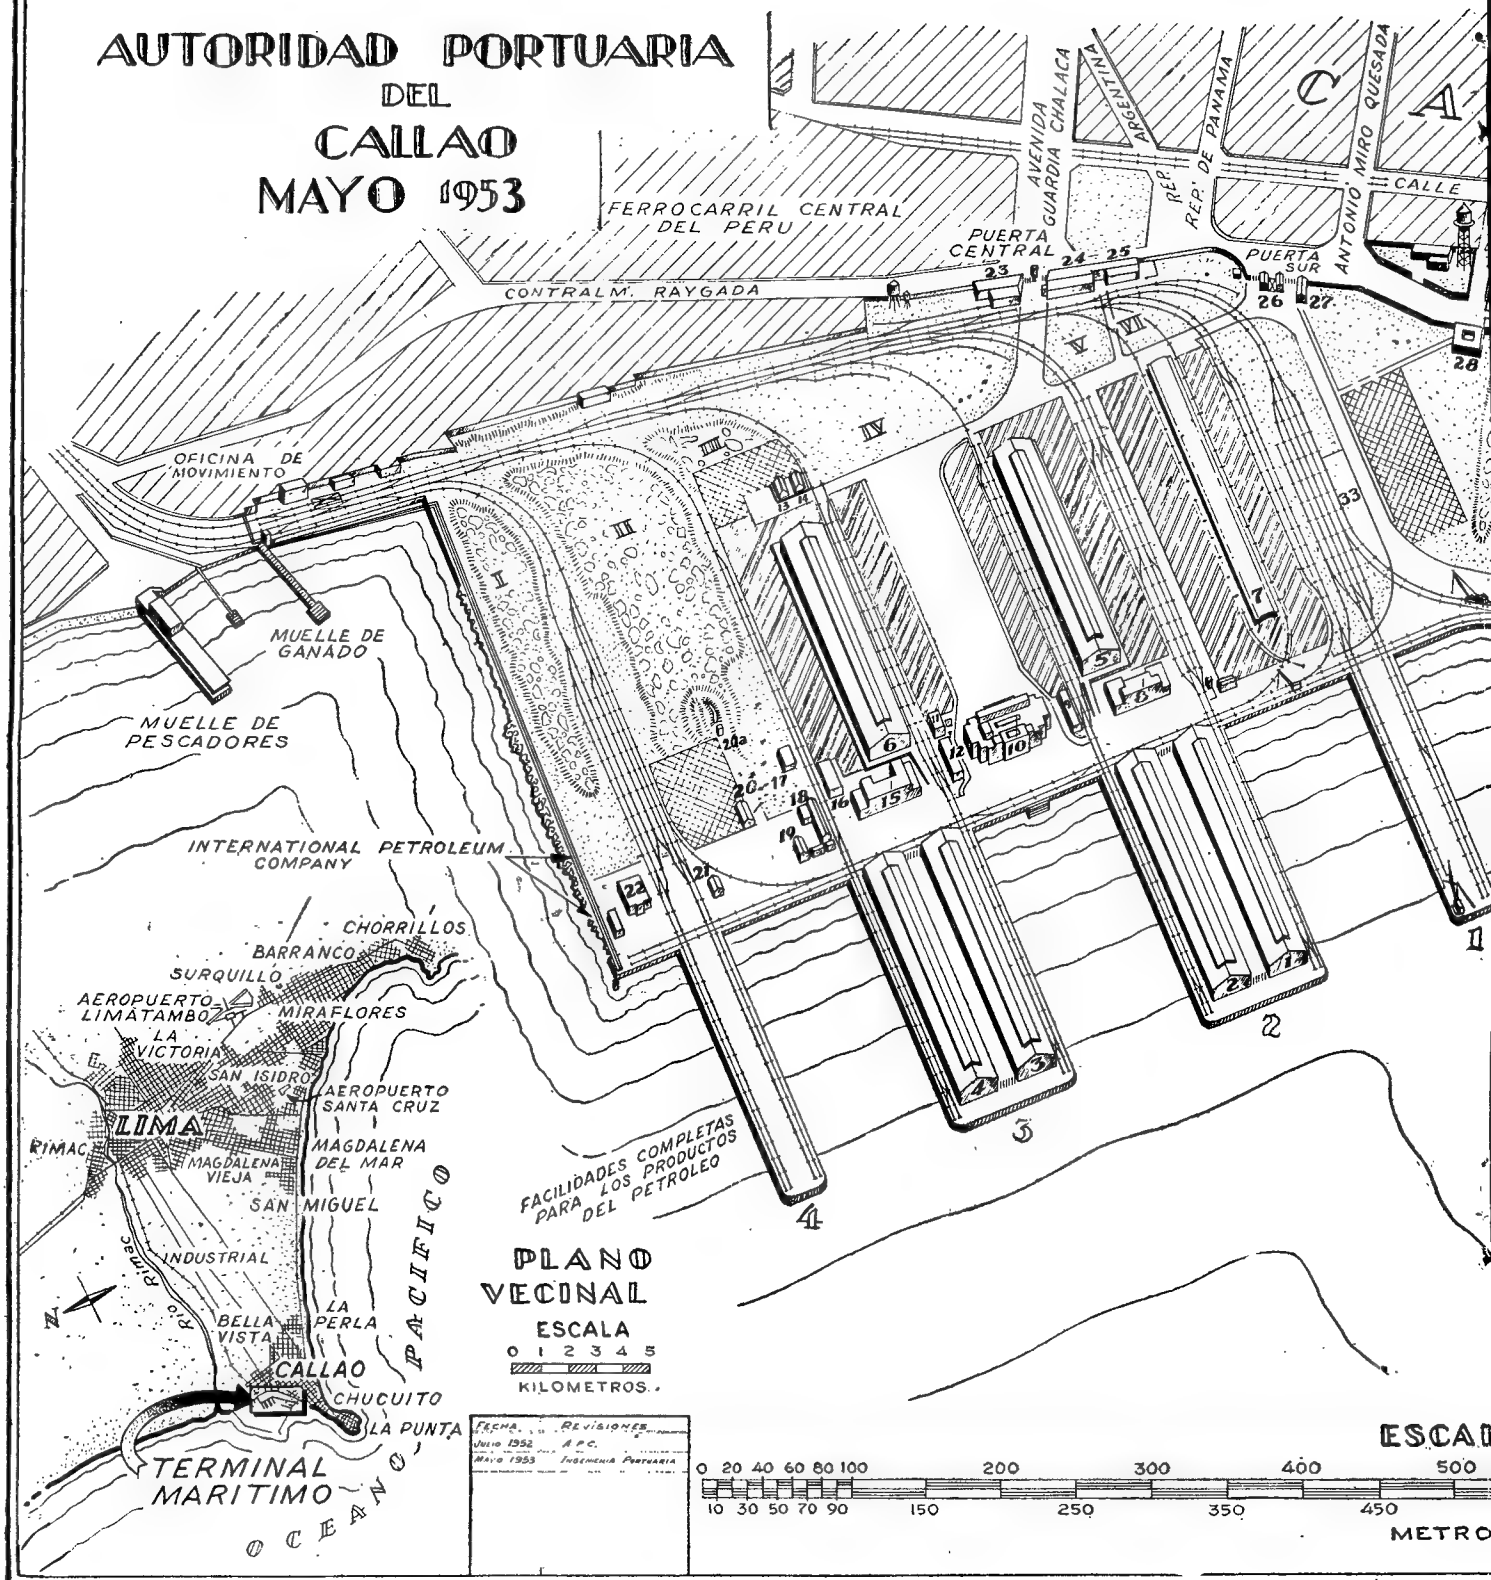 AUTORIDAD PORTUARIA
DEL
CALLAO
MAYO 1953
FERROCARRIL CENTRAL
DEL PERU
CONTRALM. RAYGADA
AVENIDA
GUARDIA CHALACA
REP. ARGENTINA
REP. DE PANAMA
ANTONIO MIRO QUESADA
CALLE
C A
PUERTA
CENTRAL
23
24-25
PUERTA
SUR
26
27
28
OFICINA DE
MOVIMIENTO
I
II
III
IV
V
VI
33
13
14
MUELLE DE
GANADO
MUELLE DE
PESCADORES
5
6
7
8
9
10
11
12
15
16
17
18
19
20
20a
21
22
INTERNATIONAL PETROLEUM
COMPANY
1
2
3
4
1
2
3
4
FACILIDADES COMPLETAS
PARA LOS PRODUCTOS
DEL PETROLEO
CHORRILLOS
BARRANCO
SURQUILLO
AEROPUERTO
LIMATAMBO
MIRAFLORES
LA
VICTORIA
SAN ISIDRO
AEROPUERTO
SANTA CRUZ
LIMA
RIMAC
MAGDALENA
VIEJA
MAGDALENA
DEL MAR
SAN MIGUEL
INDUSTRIAL
Rio Rimac
N
BELLA
VISTA
LA
PERLA
CALLAO
CHUCUITO
LA PUNTA
TERMINAL
MARITIMO
OCEANO PACIFICO
PLANO
VECINAL
ESCALA
0 1 2 3 4 5
KILOMETROS.
FECHA REVISIONES
JULIO 1952 A.P.C.
MAYO 1953 INGENIERIA PORTUARIA
ESCAL
0 20 40 60 80 100 200 300 400 500
10 30 50 70 90 150 250 350 450
METRO